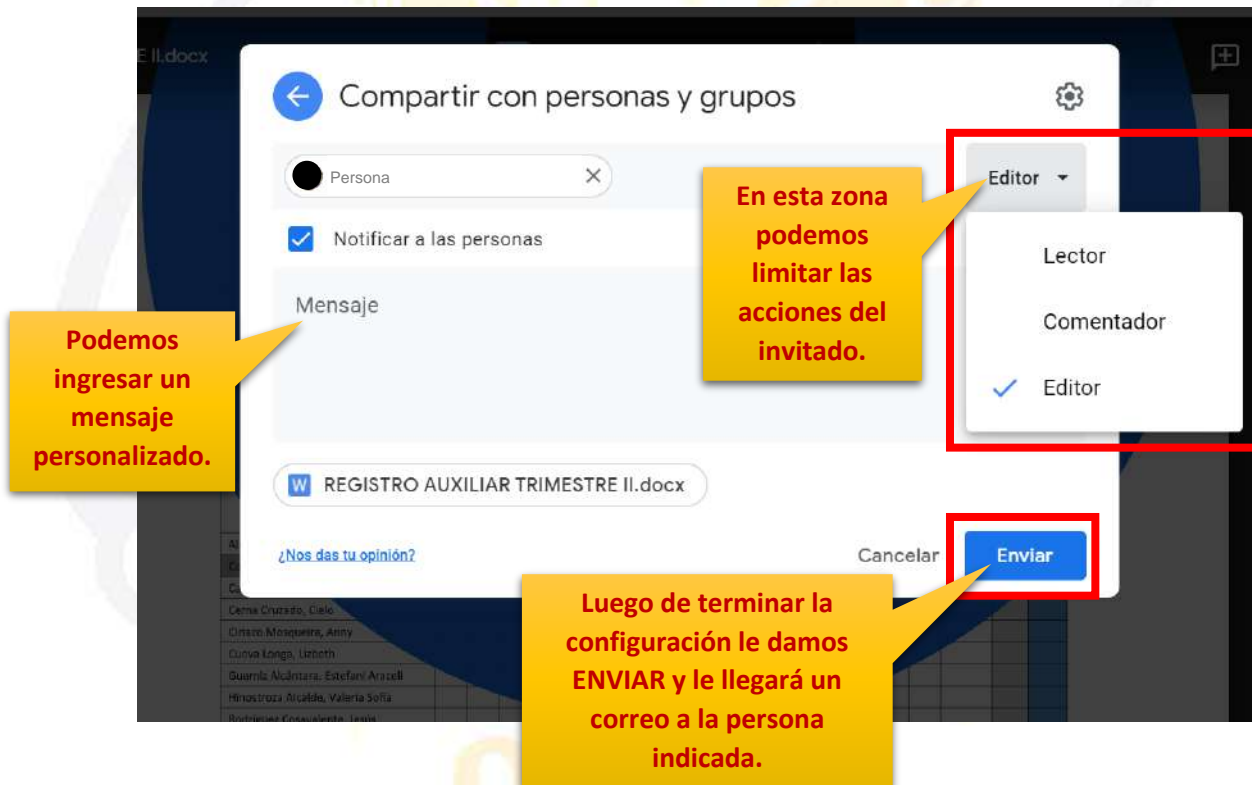 E II.docx
Compartir con personas y grupos
Persona
Editor
En esta zona
podemos
limitar las
acciones del
invitado.
Notificar a las personas
Lector
Mensaje
Comentador
Editor
Podemos
ingresar un
mensaje
personalizado.
W REGISTRO AUXILIAR TRIMESTRE II.docx
¿Nos das tu opinión?
Cancelar
Enviar
Luego de terminar la
configuración le damos
ENVIAR y le llegará un
correo a la persona
indicada.
Cerna Cruzado, Cielo
Mosqueira, Anny
Cueva Longa, Lizbeth
Alcántara, Estefani Araceli
Hinostroza Alcalde, Valeria Sofía